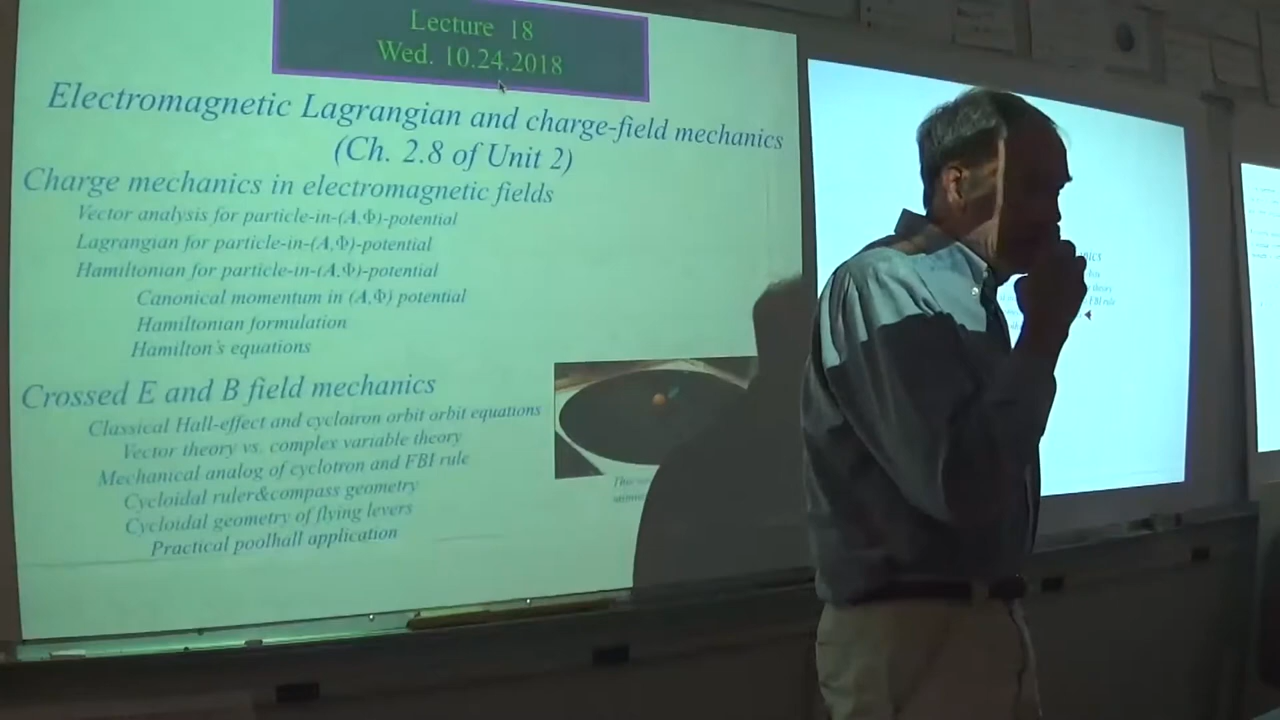 Lecture 18
Wed. 10.24.2018
Electromagnetic Lagrangian and charge-field mechanics
(Ch. 2.8 of Unit 2)
Charge mechanics in electromagnetic fields
Vector analysis for particle-in-(A,Φ)-potential
Lagrangian for particle-in-(A,Φ)-potential
Hamiltonian for particle-in-(A,Φ)-potential
Canonical momentum in (A,Φ) potential
Hamiltonian formulation
Hamilton's equations
Crossed E and B field mechanics
Classical Hall-effect and cyclotron orbit orbit equations
Vector theory vs. complex variable theory
Mechanical analog of cyclotron and FBI rule
Cycloidal ruler&compass geometry
Cycloidal geometry of flying levers
Practical poolhall application
FBI rule